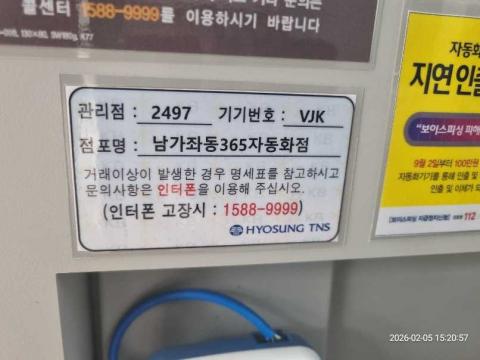 콜센터 1588-9999를 이용하시기 바랍니다
관리점 : 2497 기기번호 : VJK
점포명 : 남가좌동365자동화점
거래이상이 발생한 경우 명세표를 참고하시고
문의사항은 인터폰을 이용해 주십시오.
(인터폰 고장시 : 1588-9999)
HYOSUNG TNS
자동화
지연인출
"보이스피싱 피해
9월 2일부터 100만원
자동화기기를 통해 인출 및
인출 및 이체가
112
2026-02-05 15:20:57